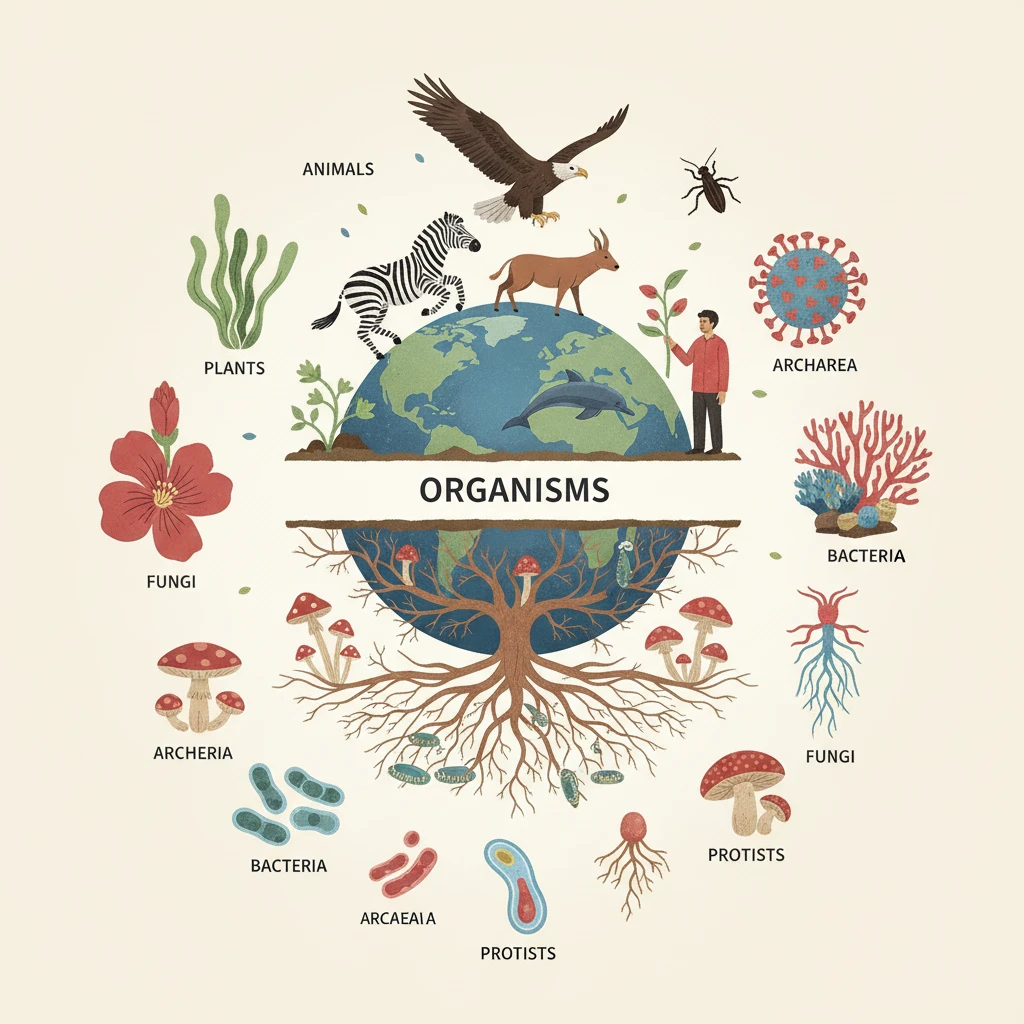 ANIMALS
PLANTS
ARCHAREA
ORGANISMS
BACTERIA
FUNGI
ARCHERIA
FUNGI
BACTERIA
PROTISTS
ARCAEAIA
PROTISTS